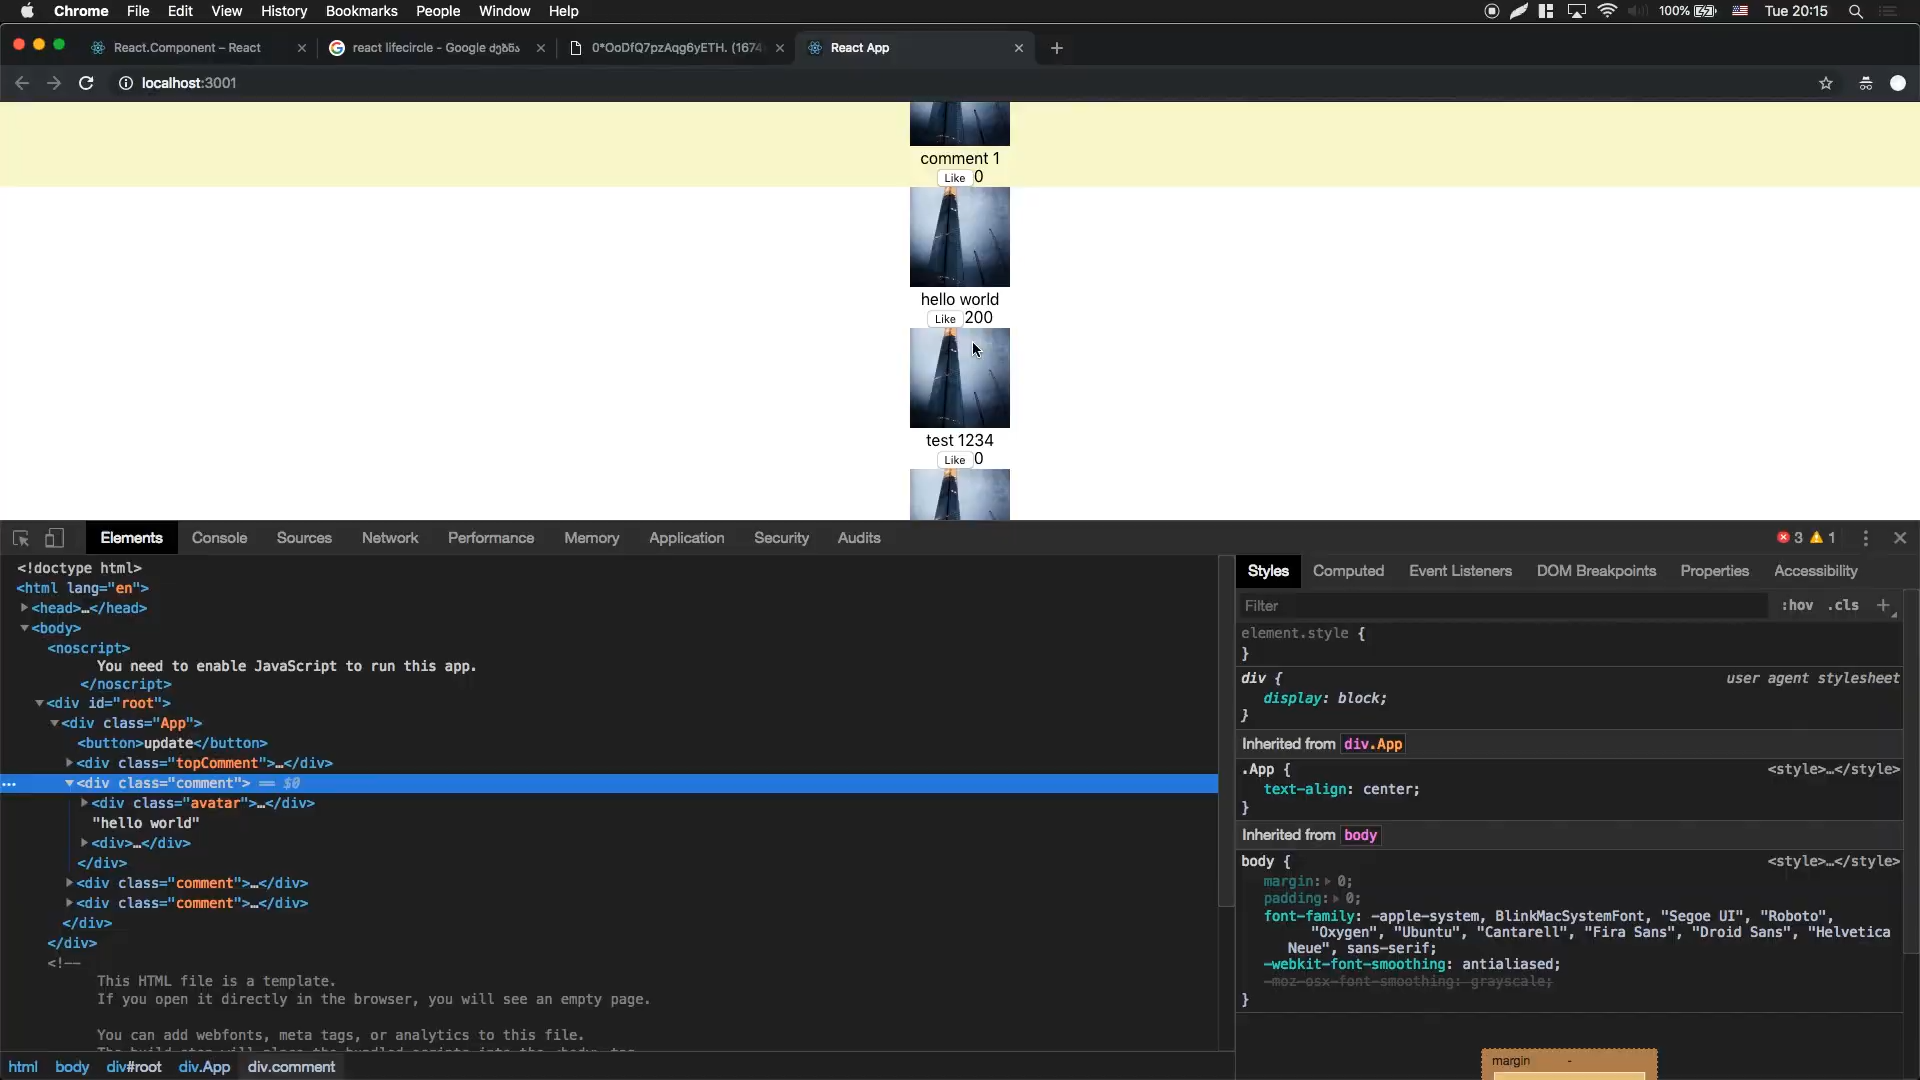 Chrome File Edit View History Bookmarks People Window Help 100% Tue 20:15
React.Component – React
react lifecircle - Google ძებნა
0*OoDfQ7pzAqg6yETH. (1674
React App
localhost:3001
comment 1
Like 0
hello world
Like 200
test 1234
Like 0
Elements Console Sources Network Performance Memory Application Security Audits 3 1
<!doctype html>
<html lang="en">
<head>…</head>
<body>
<noscript>
You need to enable JavaScript to run this app.
</noscript>
<div id="root">
<div class="App">
<button>update</button>
<div class="topComment">…</div>
<div class="comment"> == $0
<div class="avatar">…</div>
"hello world"
<div>…</div>
</div>
<div class="comment">…</div>
<div class="comment">…</div>
</div>
</div>
<!--
This HTML file is a template.
If you open it directly in the browser, you will see an empty page.
You can add webfonts, meta tags, or analytics to this file.
html body div#root div.App div.comment
Styles Computed Event Listeners DOM Breakpoints Properties Accessibility
Filter :hov .cls +
element.style {
}
div { user agent stylesheet
display: block;
}
Inherited from div.App
.App { <style>…</style>
text-align: center;
}
Inherited from body
body { <style>…</style>
margin: 0;
padding: 0;
font-family: -apple-system, BlinkMacSystemFont, "Segoe UI", "Roboto",
"Oxygen", "Ubuntu", "Cantarell", "Fira Sans", "Droid Sans", "Helvetica
Neue", sans-serif;
-webkit-font-smoothing: antialiased;
-moz-osx-font-smoothing: grayscale;
}
margin -